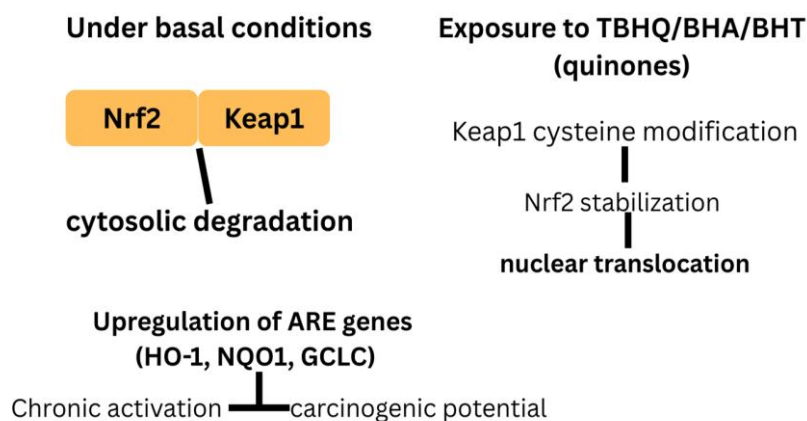 Under basal conditions
Nrf2
Keap1
cytosolic degradation
Exposure to TBHQ/BHA/BHT
(quinones)
Keap1 cysteine modification
Nrf2 stabilization
nuclear translocation
Upregulation of ARE genes
(HO-1, NQO1, GCLC)
Chronic activation
carcinogenic potential